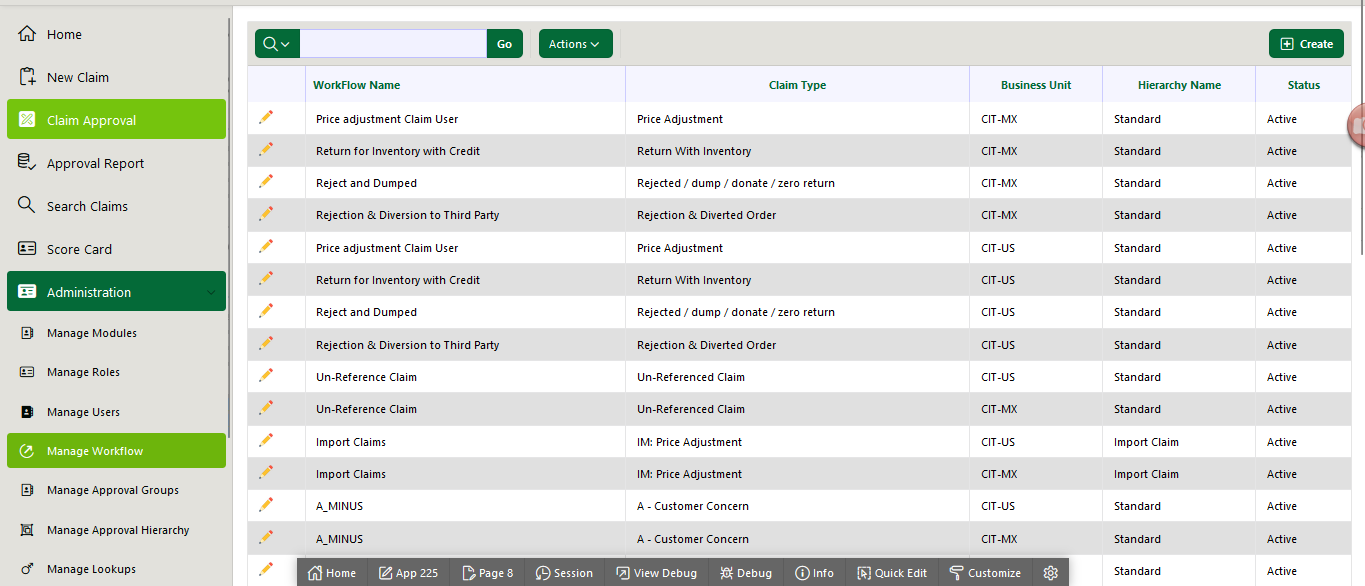 Home
New Claim
Claim Approval
Approval Report
Search Claims
Score Card
Administration
Manage Modules
Manage Roles
Manage Users
Manage Workflow
Manage Approval Groups
Manage Approval Hierarchy
Manage Lookups
Go Actions Create
WorkFlow Name Claim Type Business Unit Hierarchy Name Status
Price adjustment Claim User Price Adjustment CIT-MX Standard Active
Return for Inventory with Credit Return With Inventory CIT-MX Standard Active
Reject and Dumped Rejected / dump / donate / zero return CIT-MX Standard Active
Rejection & Diversion to Third Party Rejection & Diverted Order CIT-MX Standard Active
Price adjustment Claim User Price Adjustment CIT-US Standard Active
Return for Inventory with Credit Return With Inventory CIT-US Standard Active
Reject and Dumped Rejected / dump / donate / zero return CIT-US Standard Active
Rejection & Diversion to Third Party Rejection & Diverted Order CIT-US Standard Active
Un-Reference Claim Un-Referenced Claim CIT-US Standard Active
Un-Reference Claim Un-Referenced Claim CIT-MX Standard Active
Import Claims IM: Price Adjustment CIT-US Import Claim Active
Import Claims IM: Price Adjustment CIT-MX Import Claim Active
A_MINUS A - Customer Concern CIT-US Standard Active
A_MINUS A - Customer Concern CIT-MX Standard Active
Standard Active
Home App 225 Page 8 Session View Debug Debug Info Quick Edit Customize